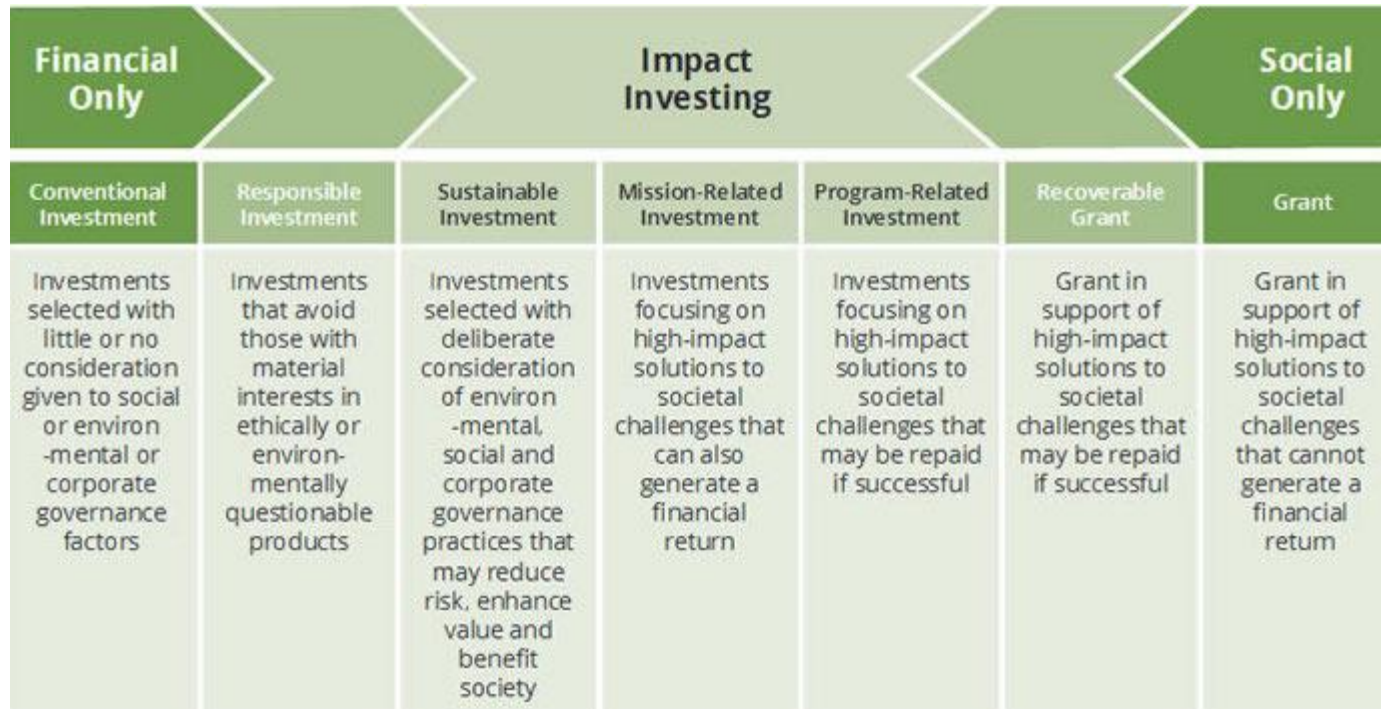 Financial
Only
Impact
Investing
Social
Only
Conventional
Investment
Responsible
Investment
Sustainable
Investment
Mission-Related
Investment
Program-Related
Investment
Recoverable
Grant
Grant
Investments
selected with
little or no
consideration
given to social
or environ
-mental or
corporate
governance
factors
Investments
that avoid
those with
material
interests in
ethically or
environ-
mentally
questionable
products
Investments
selected with
deliberate
consideration
of environ
-mental,
social and
corporate
governance
practices that
may reduce
risk, enhance
value and
benefit
society
Investments
focusing on
high-impact
solutions to
societal
challenges that
can also
generate a
financial
return
Investments
focusing on
high-impact
solutions to
societal
challenges that
may be repaid
if successful
Grant in
support of
high-impact
solutions to
societal
challenges that
may be repaid
if successful
Grant in
support of
high-impact
solutions to
societal
challenges
that cannot
generate a
financial
return